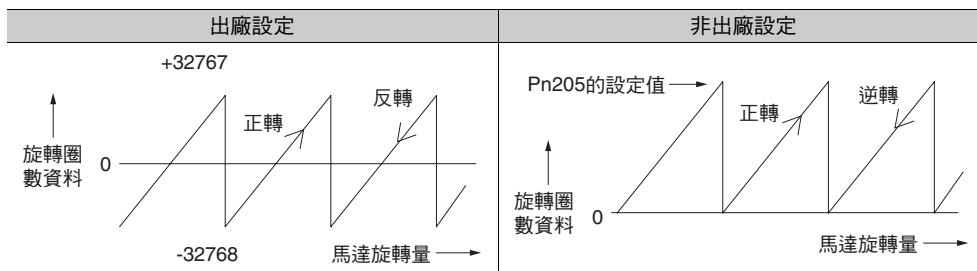 出廠設定
+32767
正轉
反轉
旋轉圈
數資料
0
-32768
馬達旋轉量
非出廠設定
Pn205的設定值
正轉
逆轉
旋轉圈
數資料
0
馬達旋轉量